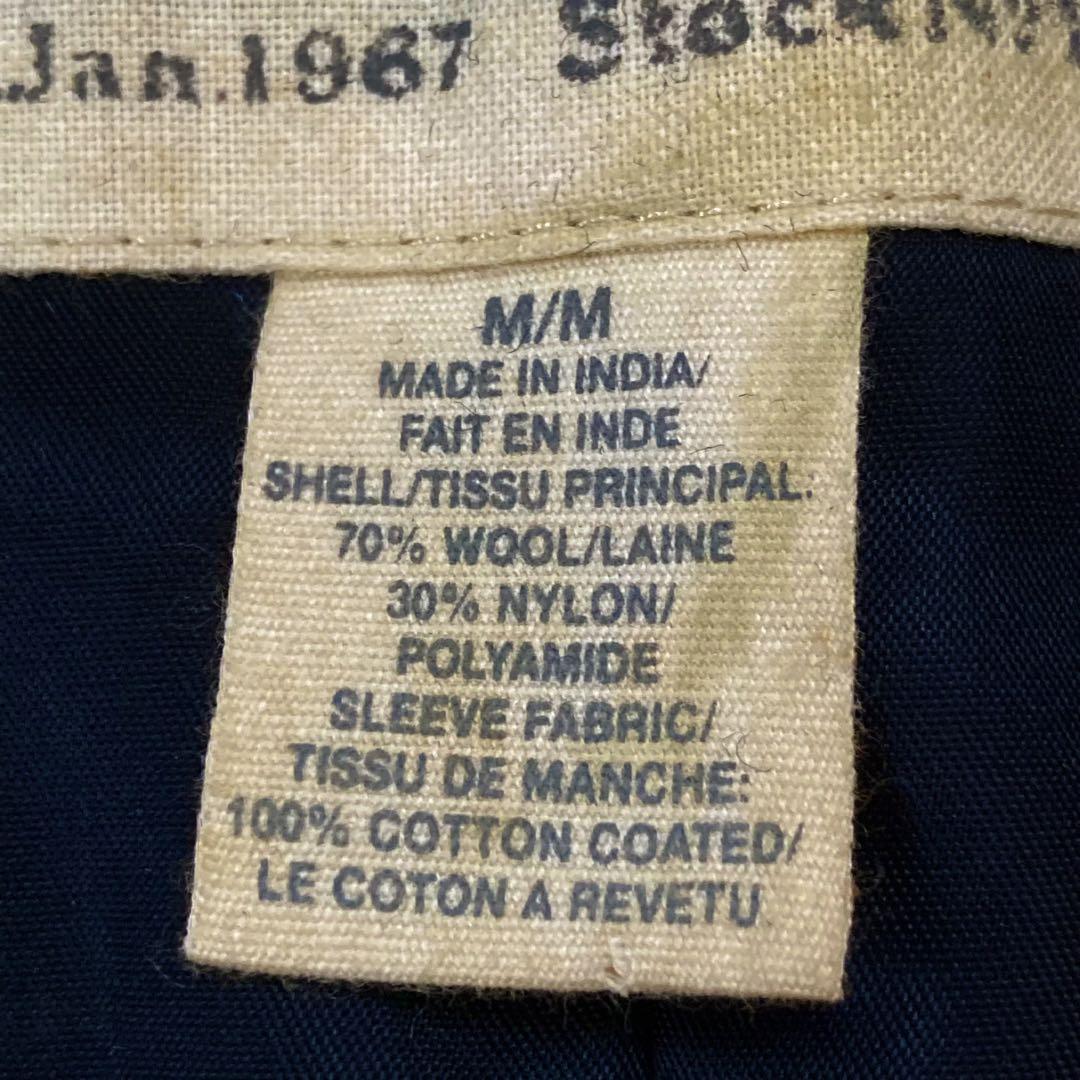 Jan.1967
M/M
MADE IN INDIA/
FAIT EN INDE
SHELL/TISSU PRINCIPAL:
70% WOOL/LAINE
30% NYLON/
POLYAMIDE
SLEEVE FABRIC/
TISSU DE MANCHE:
100% COTTON COATED/
LE COTON A REVETU